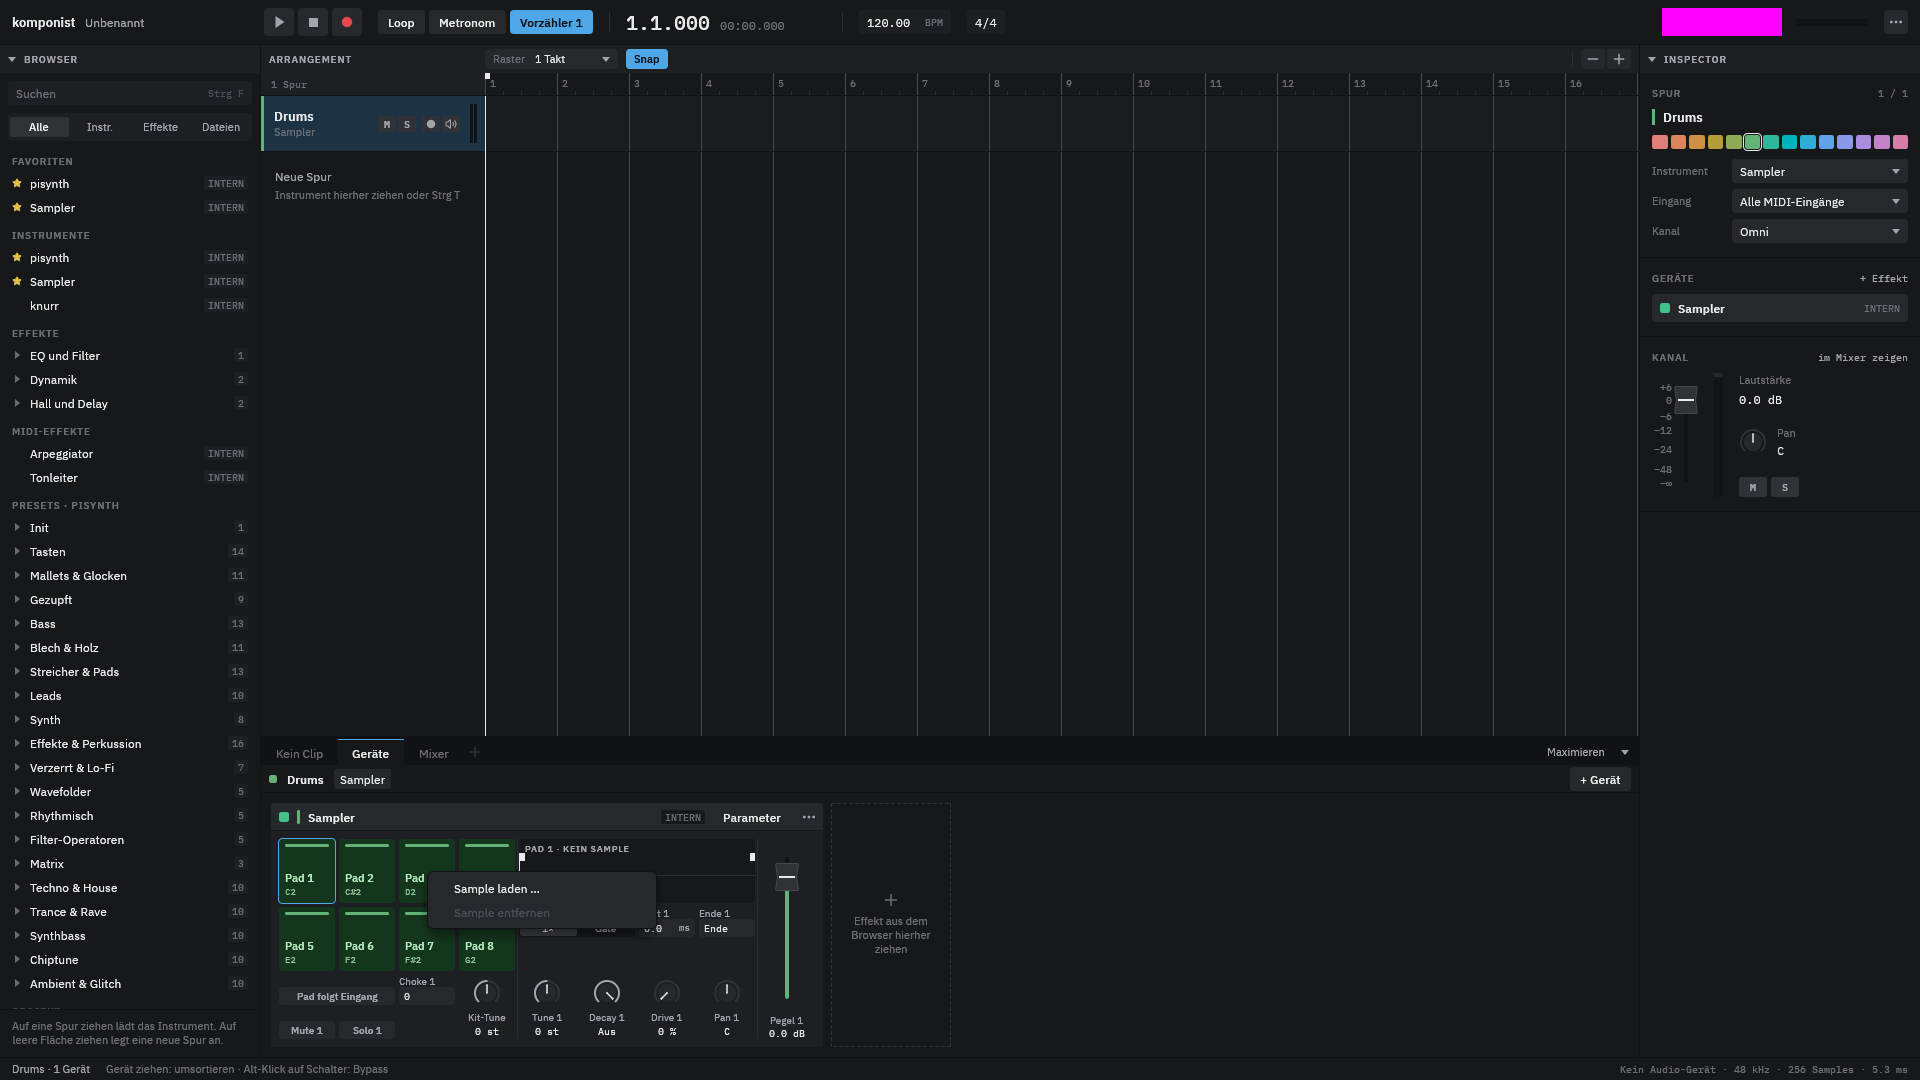 komponist Unbenannt
Loop Metronom Vorzähler 1
1.1.000 00:00.000
120.00 BPM 4/4
BROWSER
Suchen Strg F
Alle Instr. Effekte Dateien
FAVORITEN
pisynth INTERN
Sampler INTERN
INSTRUMENTE
pisynth INTERN
Sampler INTERN
knurr INTERN
EFFEKTE
EQ und Filter 1
Dynamik 2
Hall und Delay 2
MIDI-EFFEKTE
Arpeggiator INTERN
Tonleiter INTERN
PRESETS · PISYNTH
Init 1
Tasten 14
Mallets & Glocken 11
Gezupft 9
Bass 13
Blech & Holz 11
Streicher & Pads 13
Leads 10
Synth 8
Effekte & Perkussion 16
Verzerrt & Lo-Fi 7
Wavefolder 5
Rhythmisch 5
Filter-Operatoren 5
Matrix 3
Techno & House 10
Trance & Rave 10
Synthbass 10
Chiptune 10
Ambient & Glitch 10
Auf eine Spur ziehen lädt das Instrument. Auf
leere Fläche ziehen legt eine neue Spur an.
ARRANGEMENT
Raster 1 Takt Snap
1 Spur
1 2 3 4 5 6 7 8 9 10 11 12 13 14 15 16
Drums
Sampler
M S
Neue Spur
Instrument hierher ziehen oder Strg T
Kein Clip Geräte Mixer
Maximieren
Drums Sampler
+ Gerät
Sampler INTERN Parameter
Pad 1
C2
Pad 2
C#2
Pad
D2
PAD 1 · KEIN SAMPLE
Sample laden ...
Sample entfernen
t 1 Ende 1
1× Gate 0.0 ms Ende
Pad 5
E2
Pad 6
F2
Pad 7
F#2
Pad 8
G2
Pad folgt Eingang
Choke 1
0
Mute 1 Solo 1
Kit-Tune
0 st
Tune 1
0 st
Decay 1
Aus
Drive 1
0 %
Pan 1
C
Pegel 1
0.0 dB
Effekt aus dem
Browser hierher
ziehen
INSPECTOR
SPUR 1 / 1
Drums
Instrument Sampler
Eingang Alle MIDI-Eingänge
Kanal Omni
GERÄTE + Effekt
Sampler INTERN
KANAL im Mixer zeigen
+6
0
−6
−12
−24
−48
−∞
Lautstärke
0.0 dB
Pan
C
M S
Drums · 1 Gerät Gerät ziehen: umsortieren · Alt-Klick auf Schalter: Bypass
Kein Audio-Gerät · 48 kHz · 256 Samples · 5.3 ms